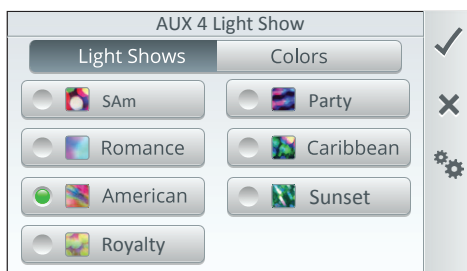 AUX 4 Light Show
Light Shows Colors
SAm Party
Romance Caribbean
American Sunset
Royalty